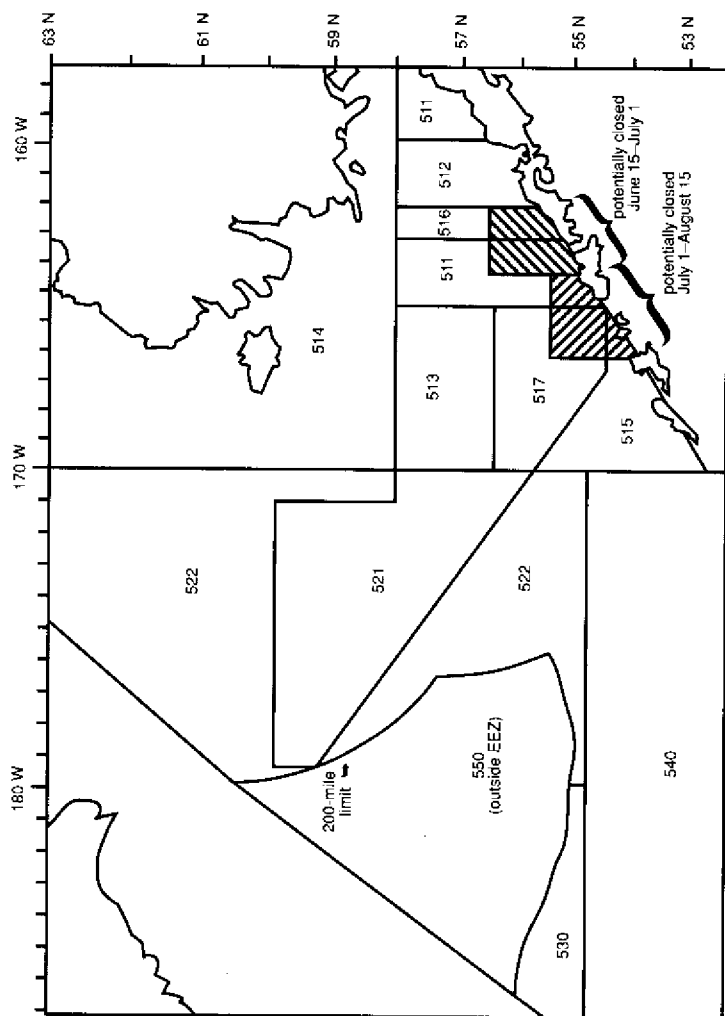 63 N
61 N
59 N
57 N
55 N
53 N
160 W
170 W
180 W
511
512
516
511
514
513
517
515
potentially closed
June 15–July 1
potentially closed
July 1–August 15
522
521
522
200-mile
limit
550
(outside EEZ)
530
540